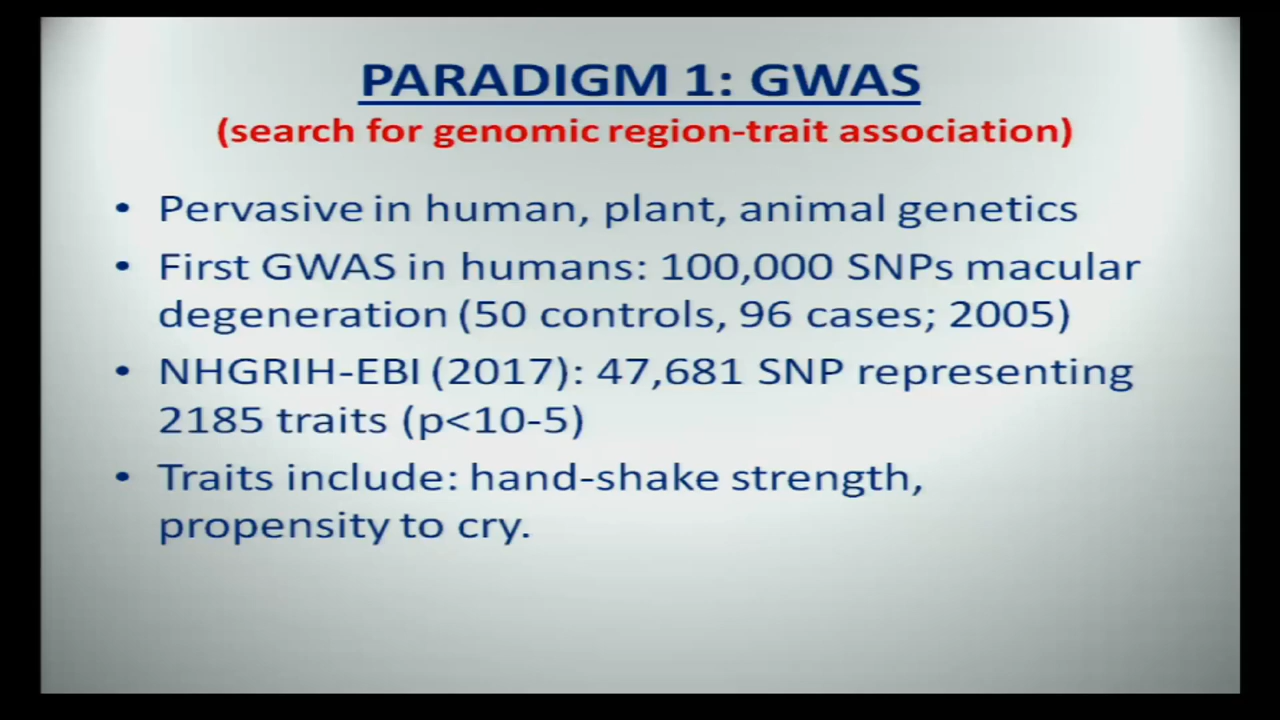 PARADIGM 1: GWAS
(search for genomic region-trait association)
• Pervasive in human, plant, animal genetics
• First GWAS in humans: 100,000 SNPs macular
degeneration (50 controls, 96 cases; 2005)
• NHGRIH-EBI (2017): 47,681 SNP representing
2185 traits (p<10-5)
• Traits include: hand-shake strength,
propensity to cry.